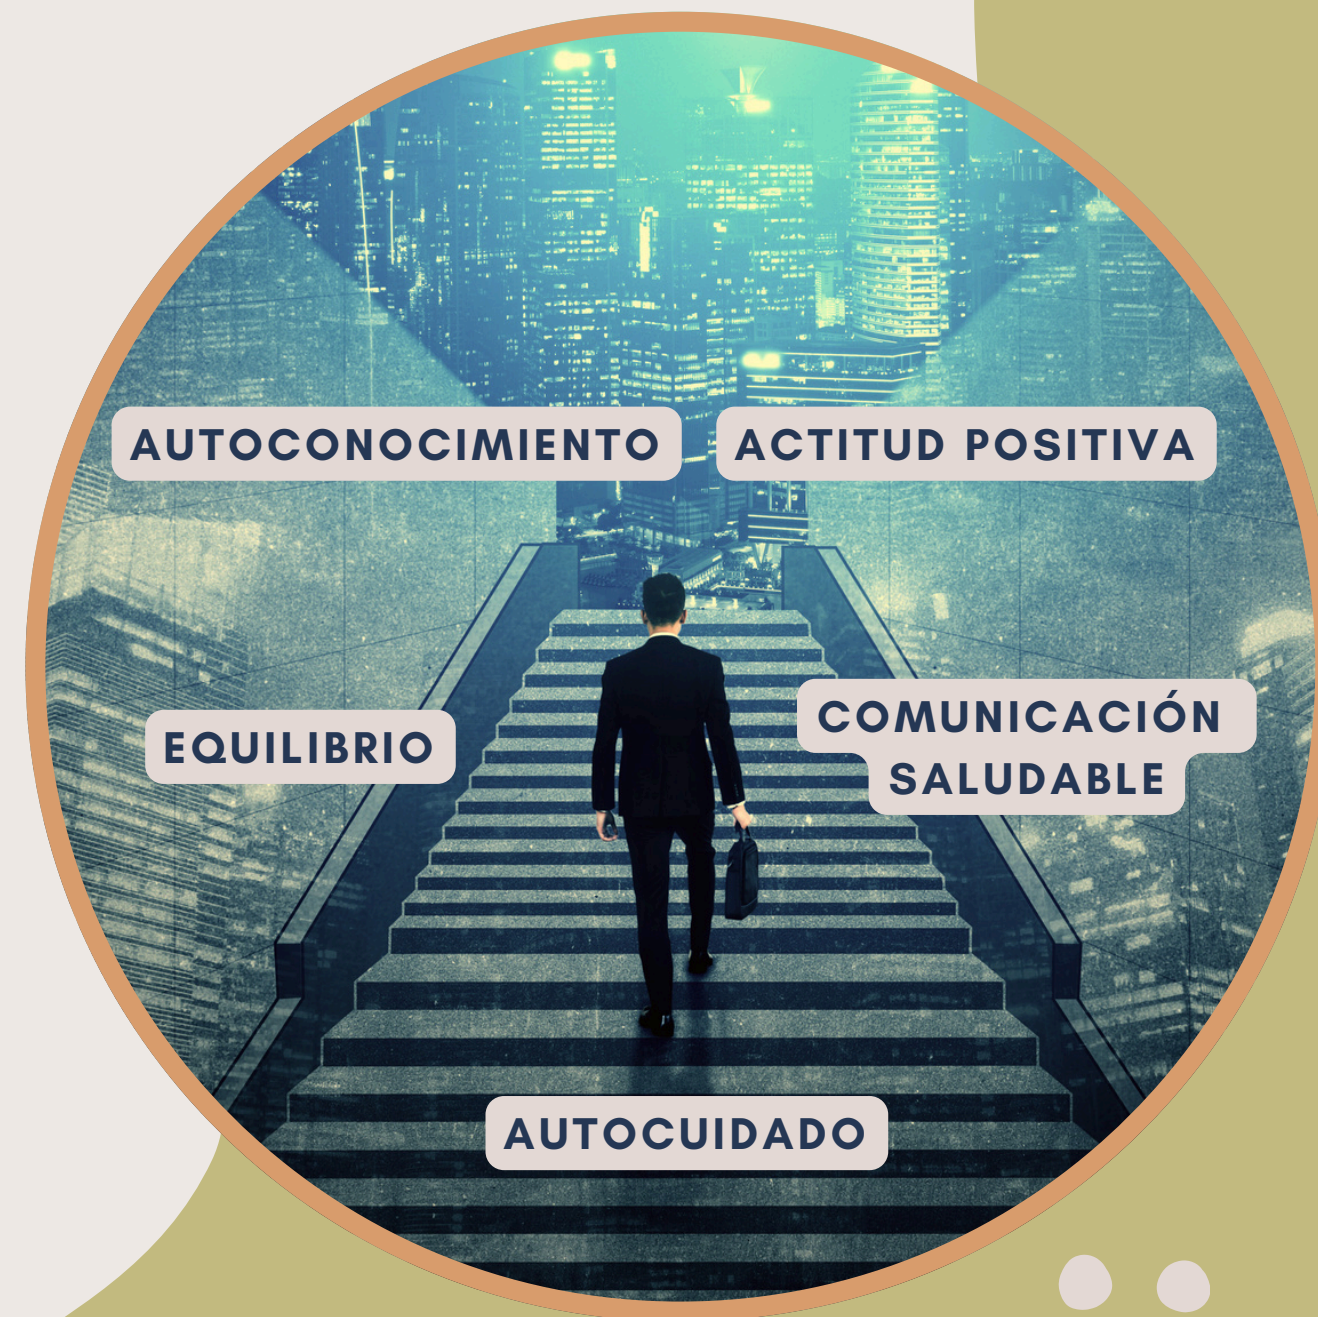 AUTOCONOCIMIENTO
ACTITUD POSITIVA
EQUILIBRIO
COMUNICACIÓN
SALUDABLE
AUTOCUIDADO